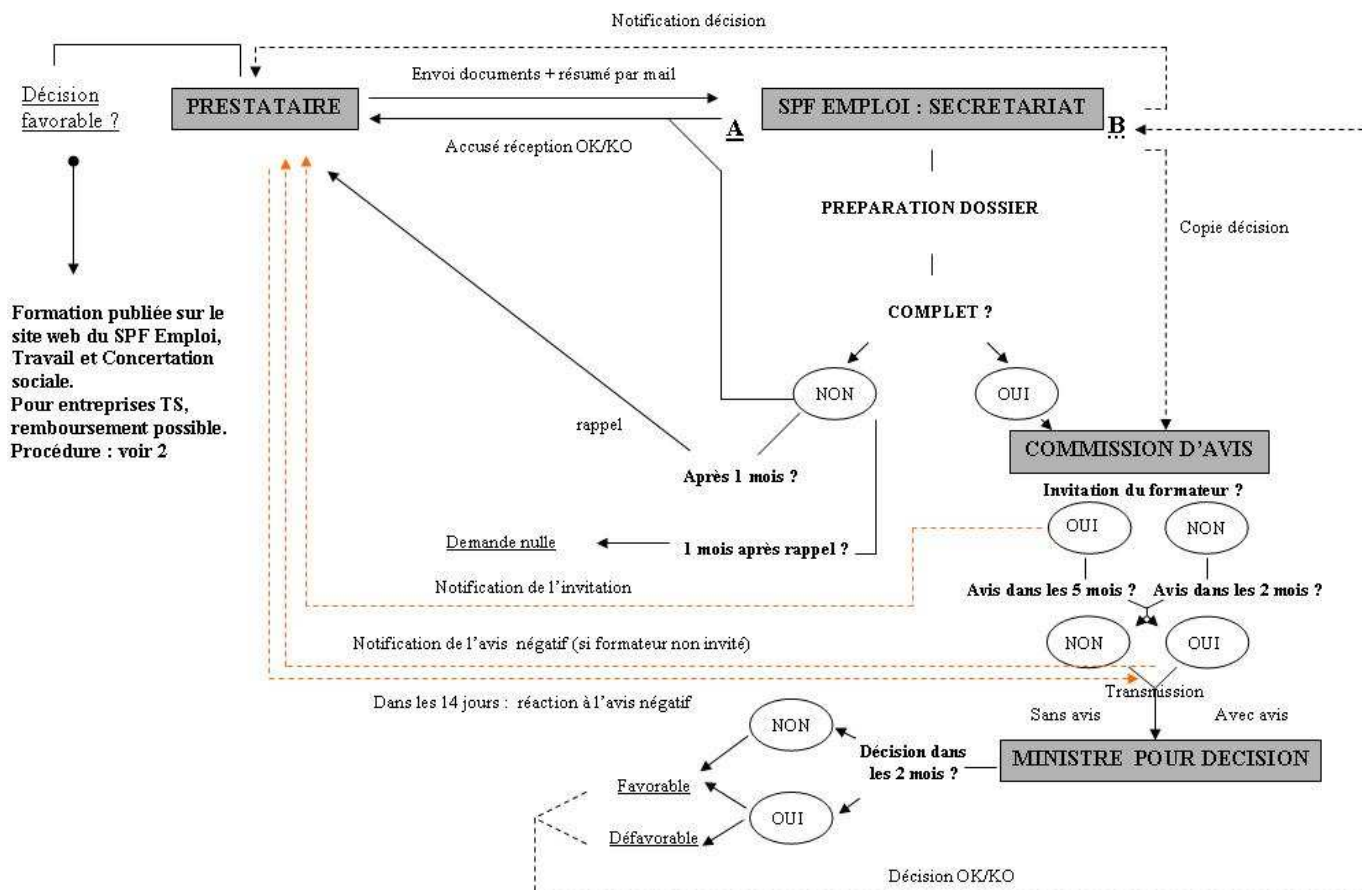 Notification décision
Envoi documents + résumé par mail
Décision
favorable ?
PRESTATAIRE
SPF EMPLOI : SECRETARIAT
A
B
Accusé réception OK/KO
PREPARATION DOSSIER
Copie décision
COMPLET ?
Formation publiée sur le
site web du SPF Emploi,
Travail et Concertation
sociale.
Pour entreprises TS,
remboursement possible.
Procédure : voir 2
NON
OUI
rappel
COMMISSION D’AVIS
Après 1 mois ?
Invitation du formateur ?
OUI
NON
Demande nulle
1 mois après rappel ?
Notification de l’invitation
Avis dans les 5 mois ?
Avis dans les 2 mois ?
NON
OUI
Notification de l’avis négatif (si formateur non invité)
Transmission
Dans les 14 jours : réaction à l’avis négatif
Sans avis
Avec avis
NON
Décision dans
les 2 mois ?
MINISTRE POUR DECISION
Favorable
OUI
Défavorable
Décision OK/KO